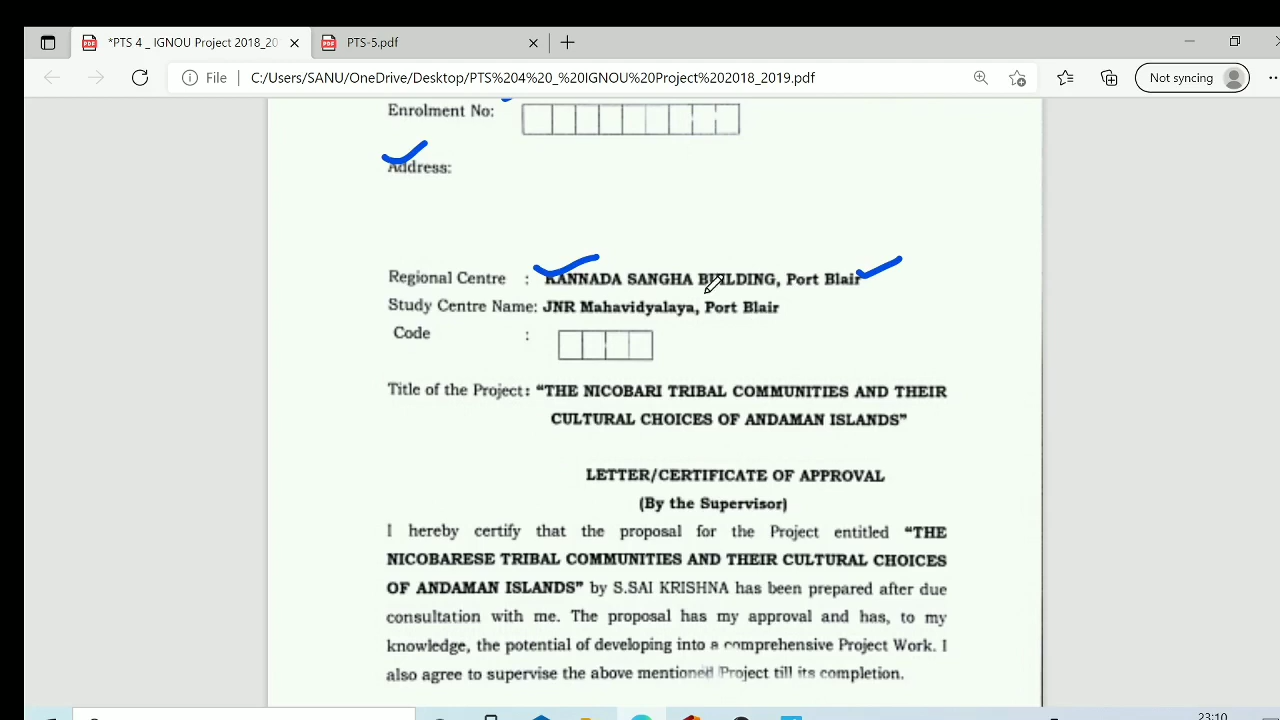 *PTS 4 _ IGNOU Project 2018_20
PTS-5.pdf
File C:/Users/SANU/OneDrive/Desktop/PTS%204%20_%20IGNOU%20Project%202018_2019.pdf Not syncing
Enrolment No:
Address:
Regional Centre : KANNADA SANGHA BUILDING, Port Blair
Study Centre Name: JNR Mahavidyalaya, Port Blair
Code :
Title of the Project: “THE NICOBARI TRIBAL COMMUNITIES AND THEIR
CULTURAL CHOICES OF ANDAMAN ISLANDS”
LETTER/CERTIFICATE OF APPROVAL
(By the Supervisor)
I hereby certify that the proposal for the Project entitled “THE
NICOBARESE TRIBAL COMMUNITIES AND THEIR CULTURAL CHOICES
OF ANDAMAN ISLANDS” by S.SAI KRISHNA has been prepared after due
consultation with me. The proposal has my approval and has, to my
knowledge, the potential of developing into a comprehensive Project Work. I
also agree to supervise the above mentioned Project till its completion.
23:10